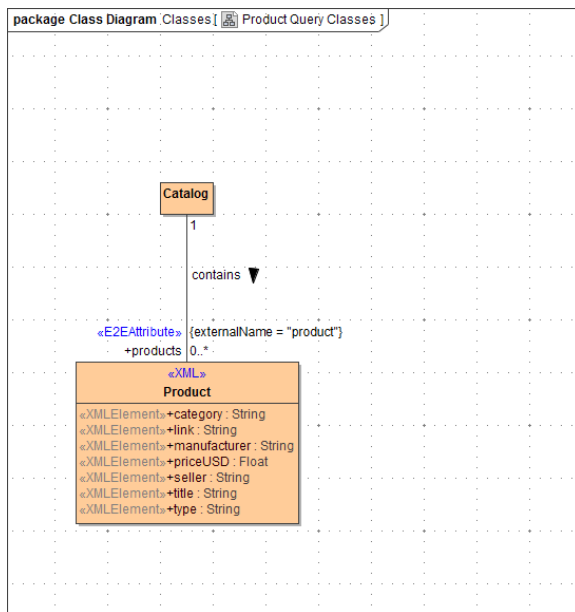 package Class Diagram Classes [ Product Query Classes ]
Catalog
1
contains
«E2EAttribute» {externalName = "product"}
+products 0..*
«XML»
Product
«XMLElement»+category : String
«XMLElement»+link : String
«XMLElement»+manufacturer : String
«XMLElement»+priceUSD : Float
«XMLElement»+seller : String
«XMLElement»+title : String
«XMLElement»+type : String